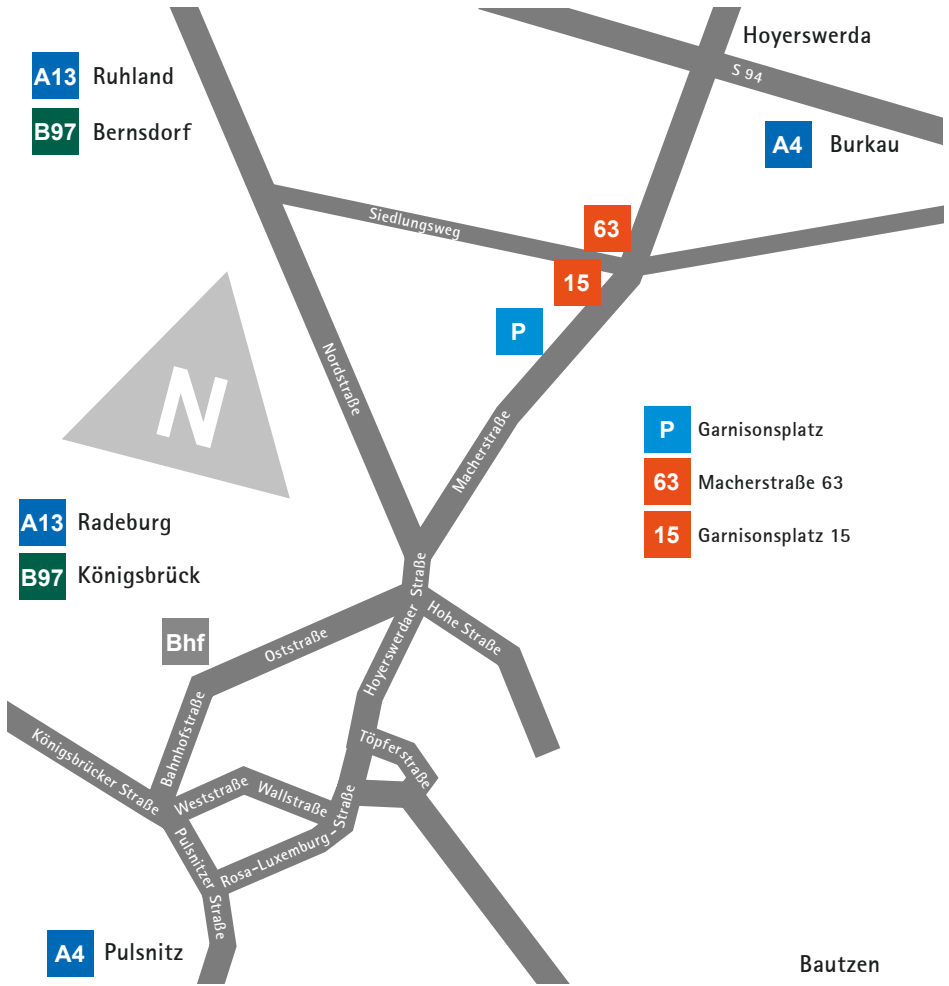 Hoyerswerda
S 94
A13 Ruhland
B97 Bernsdorf
A4 Burkau
Siedlungsweg
63
15
P
Nordstraße
N
Macherstraße
P Garnisonsplatz
63 Macherstraße 63
15 Garnisonsplatz 15
A13 Radeburg
B97 Königsbrück
Hoyerswerdaer Straße
Hohe Straße
Bhf
Oststraße
Bahnhofstraße
Königsbrücker Straße
Töpferstraße
Weststraße
Wallstraße
Rosa-Luxemburg-Straße
Pulsnitzer Straße
A4 Pulsnitz
Bautzen